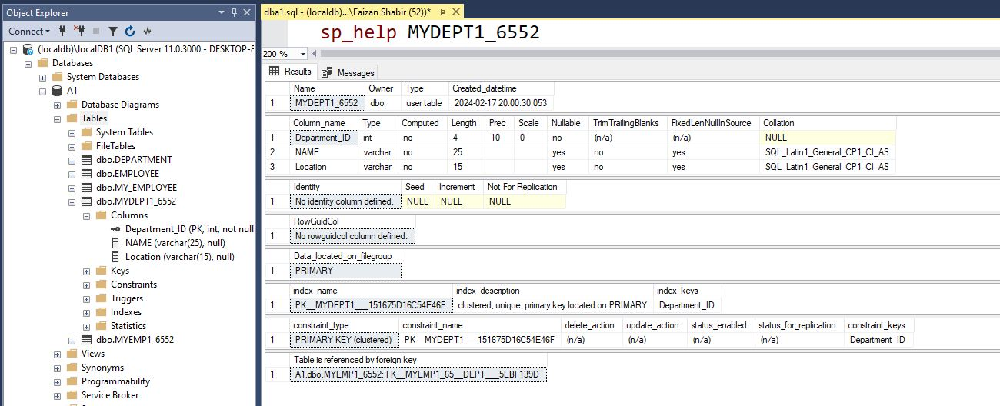 Object Explorer
Connect
(localdb)\localDB1 (SQL Server 11.0.3000 - DESKTOP-8
Databases
System Databases
A1
Database Diagrams
Tables
System Tables
FileTables
dbo.DEPARTMENT
dbo.EMPLOYEE
dbo.MY_EMPLOYEE
dbo.MYDEPT1_6552
Columns
Department_ID (PK, int, not null
NAME (varchar(25), null)
Location (varchar(15), null)
Keys
Constraints
Triggers
Indexes
Statistics
dbo.MYEMP1_6552
Views
Synonyms
Programmability
Service Broker
dba1.sql - (localdb)...\Faizan Shabir (52))*
sp_help MYDEPT1_6552
200 %
Results Messages
Name Owner Type Created_datetime
1 MYDEPT1_6552 dbo user table 2024-02-17 20:00:30.053
Column_name Type Computed Length Prec Scale Nullable TrimTrailingBlanks FixedLenNullInSource Collation
1 Department_ID int no 4 10 0 no (n/a) (n/a) NULL
2 NAME varchar no 25 yes no yes SQL_Latin1_General_CP1_CI_AS
3 Location varchar no 15 yes no yes SQL_Latin1_General_CP1_CI_AS
Identity Seed Increment Not For Replication
1 No identity column defined. NULL NULL NULL
RowGuidCol
1 No rowguidcol column defined.
Data_located_on_filegroup
1 PRIMARY
index_name index_description index_keys
1 PK__MYDEPT1___151675D16C54E46F clustered, unique, primary key located on PRIMARY Department_ID
constraint_type constraint_name delete_action update_action status_enabled status_for_replication constraint_keys
1 PRIMARY KEY (clustered) PK__MYDEPT1___151675D16C54E46F (n/a) (n/a) (n/a) (n/a) Department_ID
Table is referenced by foreign key
1 A1.dbo.MYEMP1_6552: FK__MYEMP1_65__DEPT___5EBF139D